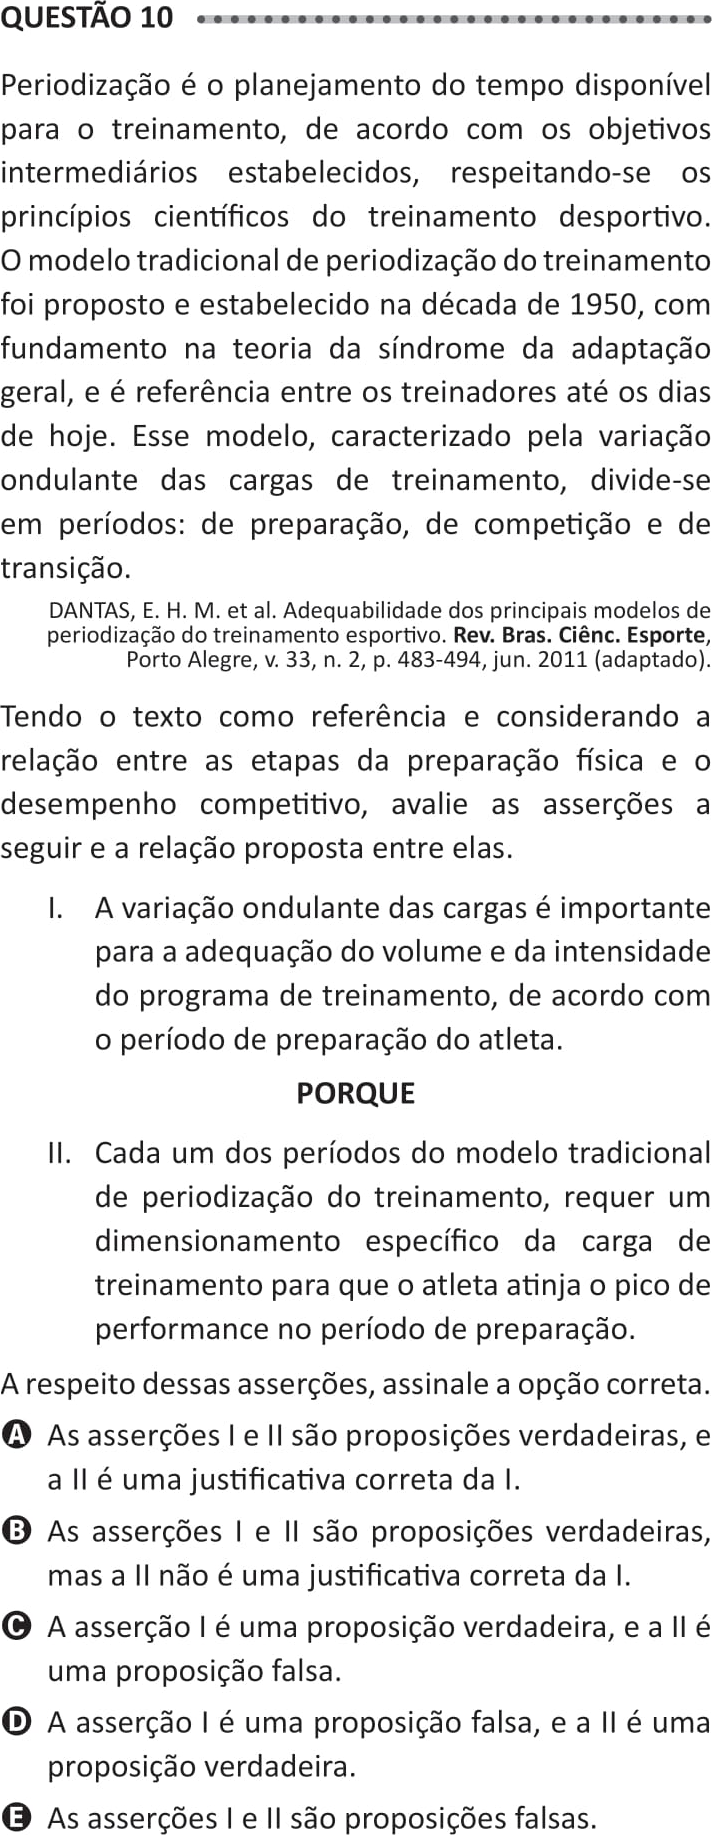 QUESTÃO 10
Periodização é o planejamento do tempo disponível
para o treinamento, de acordo com os objetivos
intermediários estabelecidos, respeitando-se os
princípios científicos do treinamento desportivo.
O modelo tradicional de periodização do treinamento
foi proposto e estabelecido na década de 1950, com
fundamento na teoria da síndrome da adaptação
geral, e é referência entre os treinadores até os dias
de hoje. Esse modelo, caracterizado pela variação
ondulante das cargas de treinamento, divide-se
em períodos: de preparação, de competição e de
transição.
DANTAS, E. H. M. et al. Adequabilidade dos principais modelos de
periodização do treinamento esportivo. Rev. Bras. Ciênc. Esporte,
Porto Alegre, v. 33, n. 2, p. 483-494, jun. 2011 (adaptado).
Tendo o texto como referência e considerando a
relação entre as etapas da preparação física e o
desempenho competitivo, avalie as asserções a
seguir e a relação proposta entre elas.
I. A variação ondulante das cargas é importante
para a adequação do volume e da intensidade
do programa de treinamento, de acordo com
o período de preparação do atleta.
PORQUE
II. Cada um dos períodos do modelo tradicional
de periodização do treinamento, requer um
dimensionamento específico da carga de
treinamento para que o atleta atinja o pico de
performance no período de preparação.
A respeito dessas asserções, assinale a opção correta.
A As asserções I e II são proposições verdadeiras, e
a II é uma justificativa correta da I.
B As asserções I e II são proposições verdadeiras,
mas a II não é uma justificativa correta da I.
C A asserção I é uma proposição verdadeira, e a II é
uma proposição falsa.
D A asserção I é uma proposição falsa, e a II é uma
proposição verdadeira.
E As asserções I e II são proposições falsas.